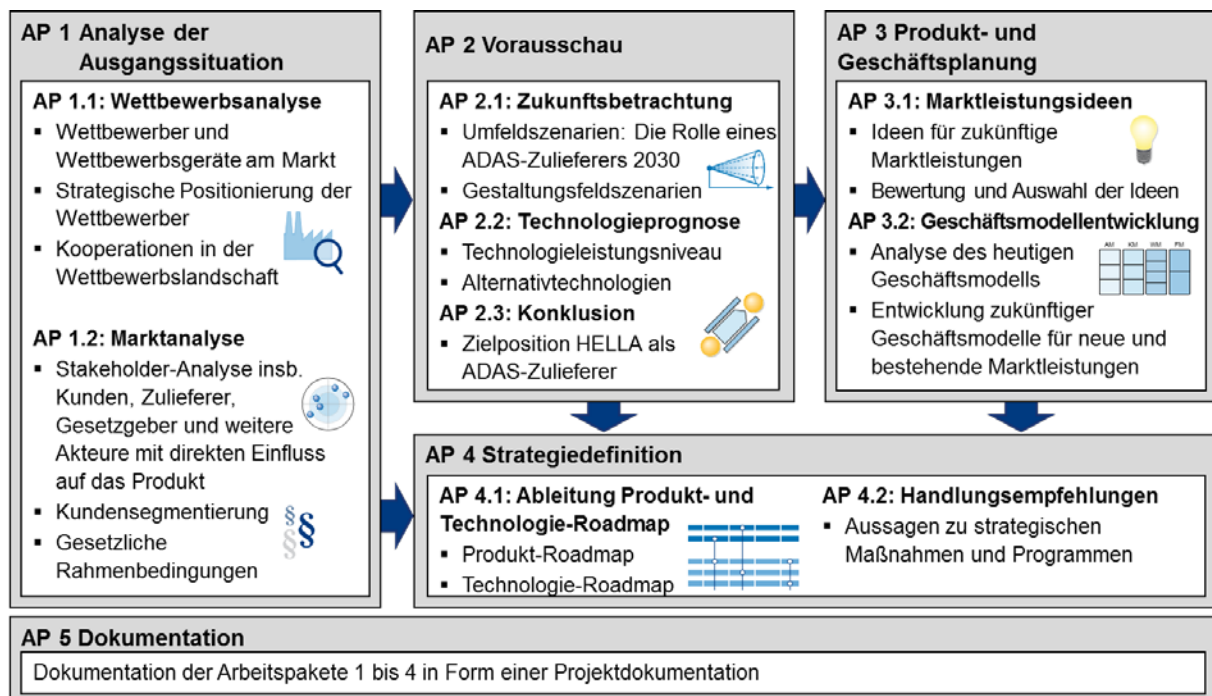 AP 1 Analyse der
Ausgangssituation
AP 1.1: Wettbewerbsanalyse
▪ Wettbewerber und
Wettbewerbsgeräte am Markt
▪ Strategische Positionierung der
Wettbewerber
▪ Kooperationen in der
Wettbewerbslandschaft
AP 1.2: Marktanalyse
▪ Stakeholder-Analyse insb.
Kunden, Zulieferer,
Gesetzgeber und weitere
Akteure mit direkten Einfluss
auf das Produkt
▪ Kundensegmentierung
▪ Gesetzliche
Rahmenbedingungen
§ §
§ §
AP 2 Vorausschau
AP 2.1: Zukunftsbetrachtung
▪ Umfeldszenarien: Die Rolle eines
ADAS-Zulieferers 2030
▪ Gestaltungsfeldszenarien
AP 2.2: Technologieprognose
▪ Technologieleistungsniveau
▪ Alternativtechnologien
AP 2.3: Konklusion
▪ Zielposition HELLA als
ADAS-Zulieferer
AP 3 Produkt- und
Geschäftsplanung
AP 3.1: Marktleistungsideen
▪ Ideen für zukünftige
Marktleistungen
▪ Bewertung und Auswahl der Ideen
AP 3.2: Geschäftsmodellentwicklung
▪ Analyse des heutigen
Geschäftsmodells
AM KM WM FM
▪ Entwicklung zukünftiger
Geschäftsmodelle für neue und
bestehende Marktleistungen
AP 4 Strategiedefinition
AP 4.1: Ableitung Produkt- und
Technologie-Roadmap
▪ Produkt-Roadmap
▪ Technologie-Roadmap
AP 4.2: Handlungsempfehlungen
▪ Aussagen zu strategischen
Maßnahmen und Programmen
AP 5 Dokumentation
Dokumentation der Arbeitspakete 1 bis 4 in Form einer Projektdokumentation